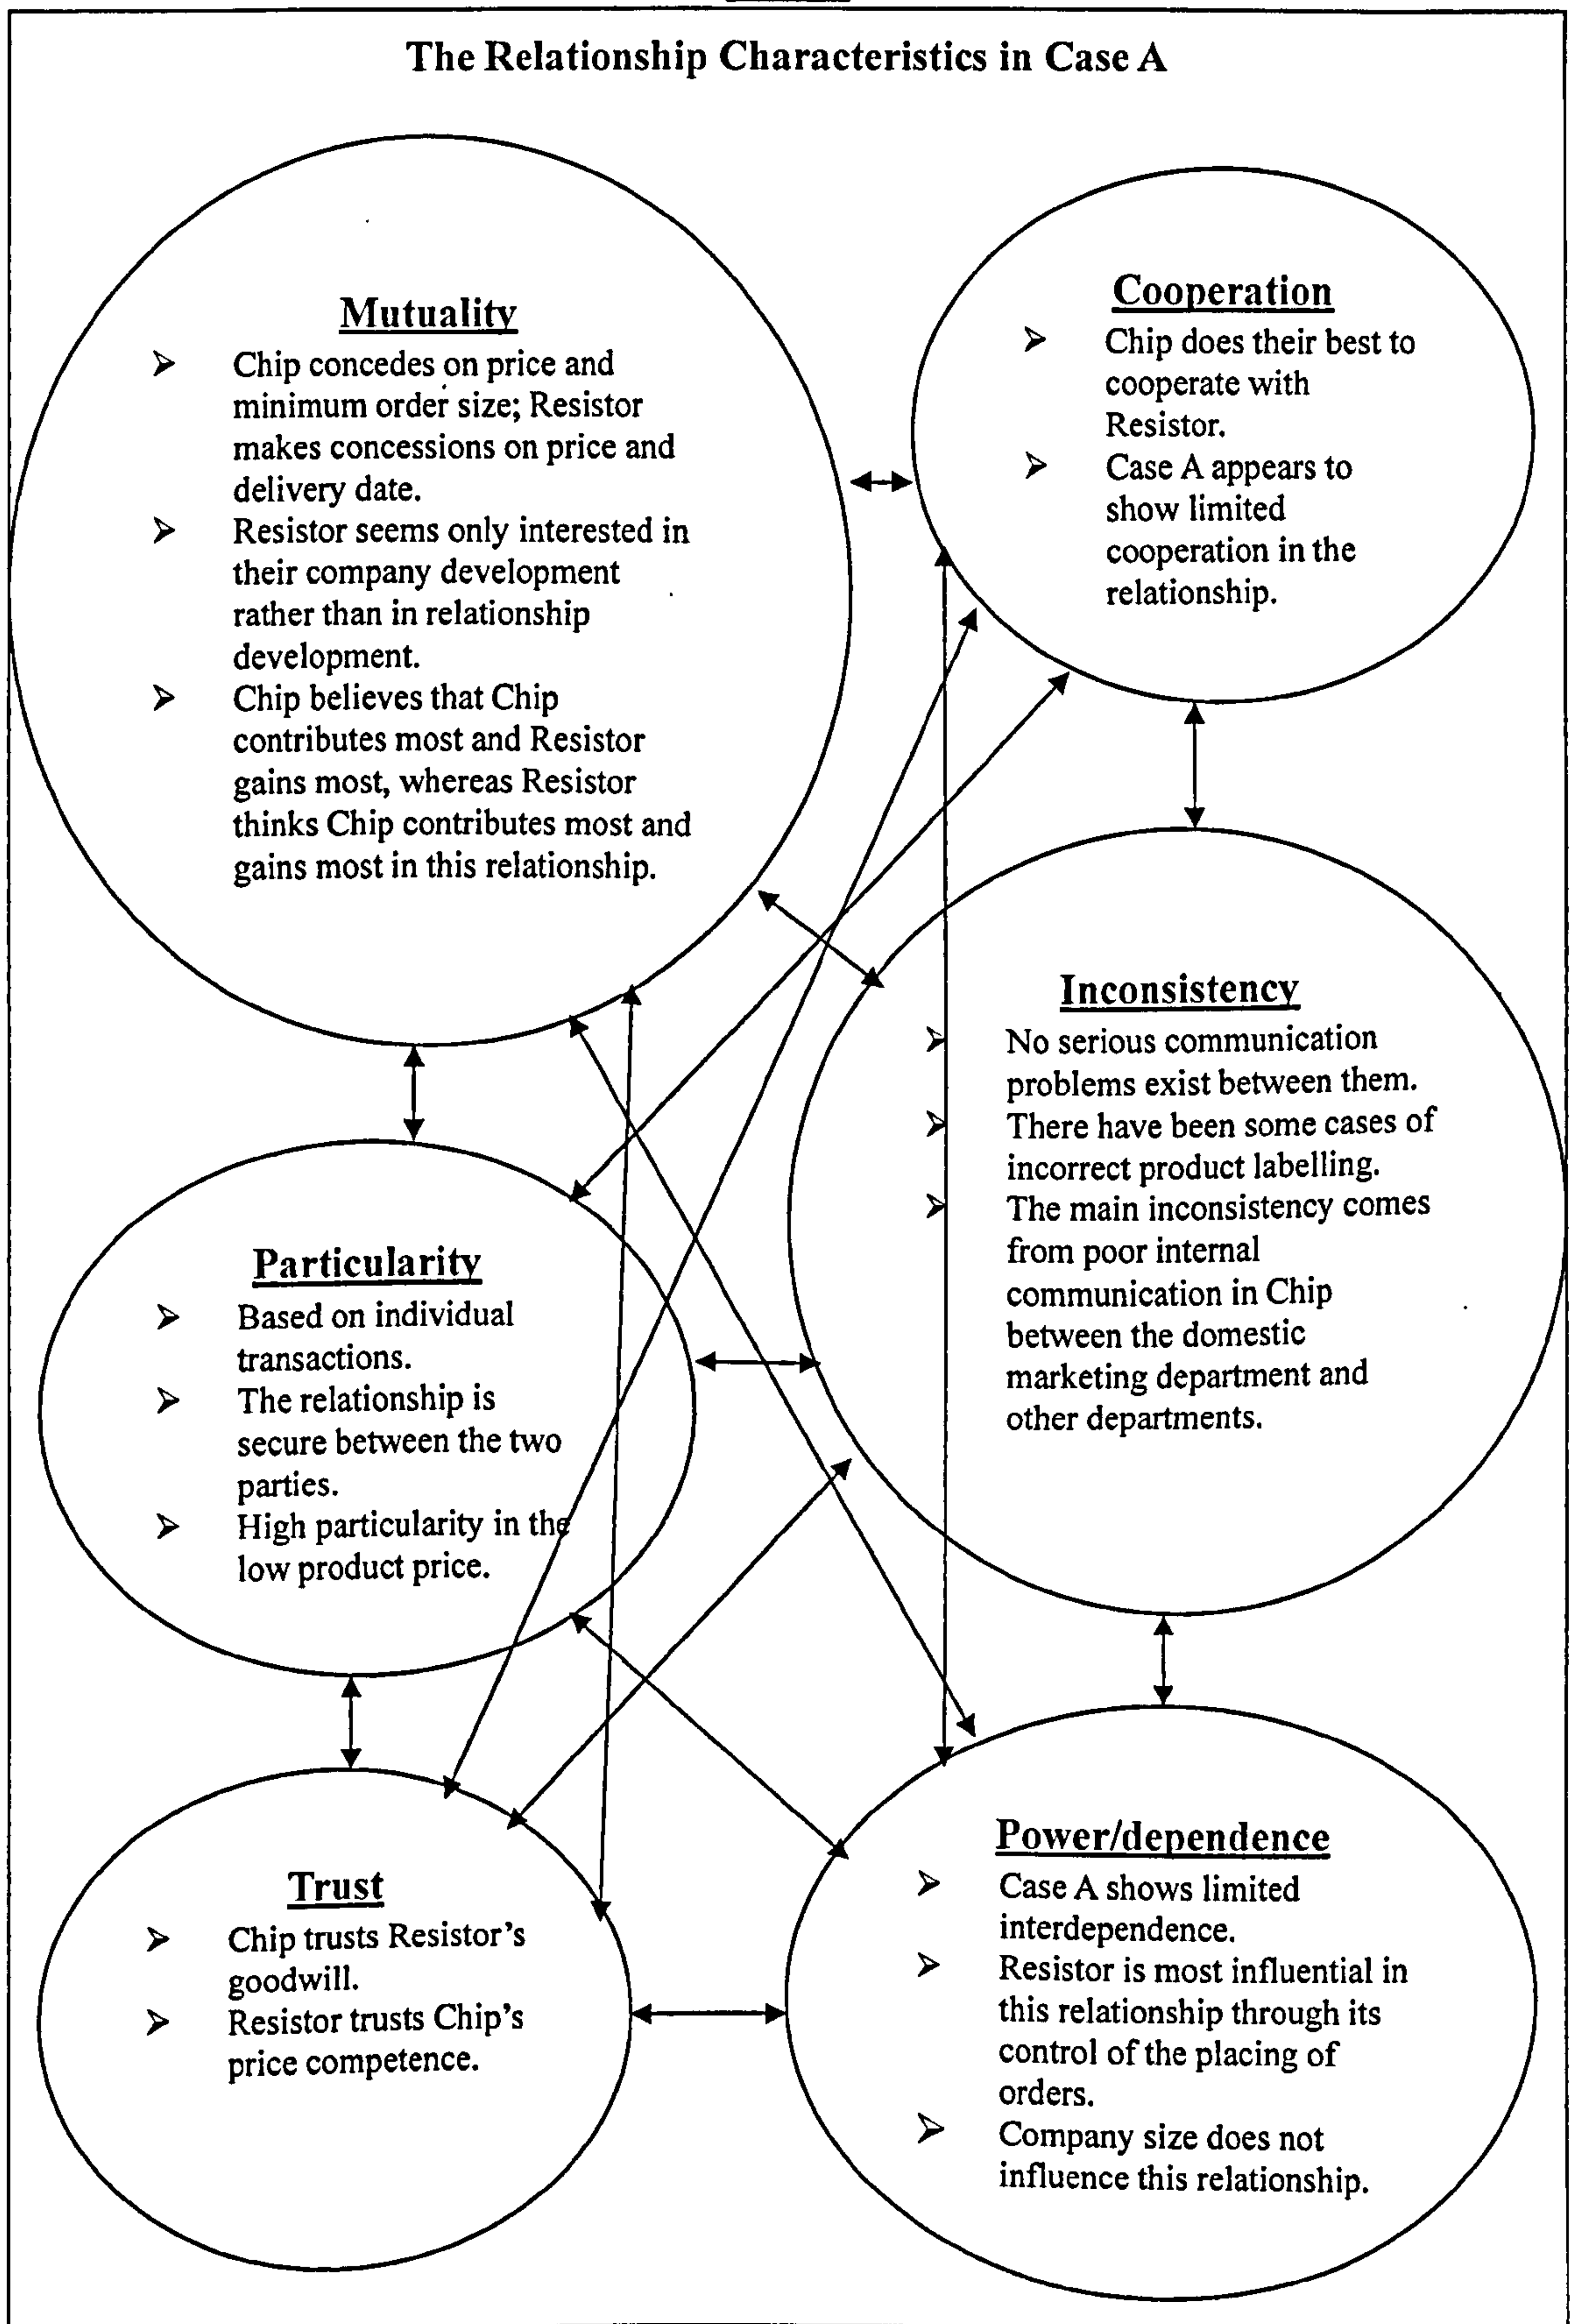 The Relationship Characteristics in Case A
Mutuality
➢ Chip concedes on price and
minimum order size; Resistor
makes concessions on price and
delivery date.
➢ Resistor seems only interested in
their company development
rather than in relationship
development.
➢ Chip believes that Chip
contributes most and Resistor
gains most, whereas Resistor
thinks Chip contributes most and
gains most in this relationship.
Cooperation
➢ Chip does their best to
cooperate with
Resistor.
➢ Case A appears to
show limited
cooperation in the
relationship.
Inconsistency
➢ No serious communication
problems exist between them.
➢ There have been some cases of
incorrect product labelling.
➢ The main inconsistency comes
from poor internal
communication in Chip
between the domestic
marketing department and
other departments.
Particularity
➢ Based on individual
transactions.
➢ The relationship is
secure between the two
parties.
➢ High particularity in the
low product price.
Trust
➢ Chip trusts Resistor's
goodwill.
➢ Resistor trusts Chip's
price competence.
Power/dependence
➢ Case A shows limited
interdependence.
➢ Resistor is most influential in
this relationship through its
control of the placing of
orders.
➢ Company size does not
influence this relationship.